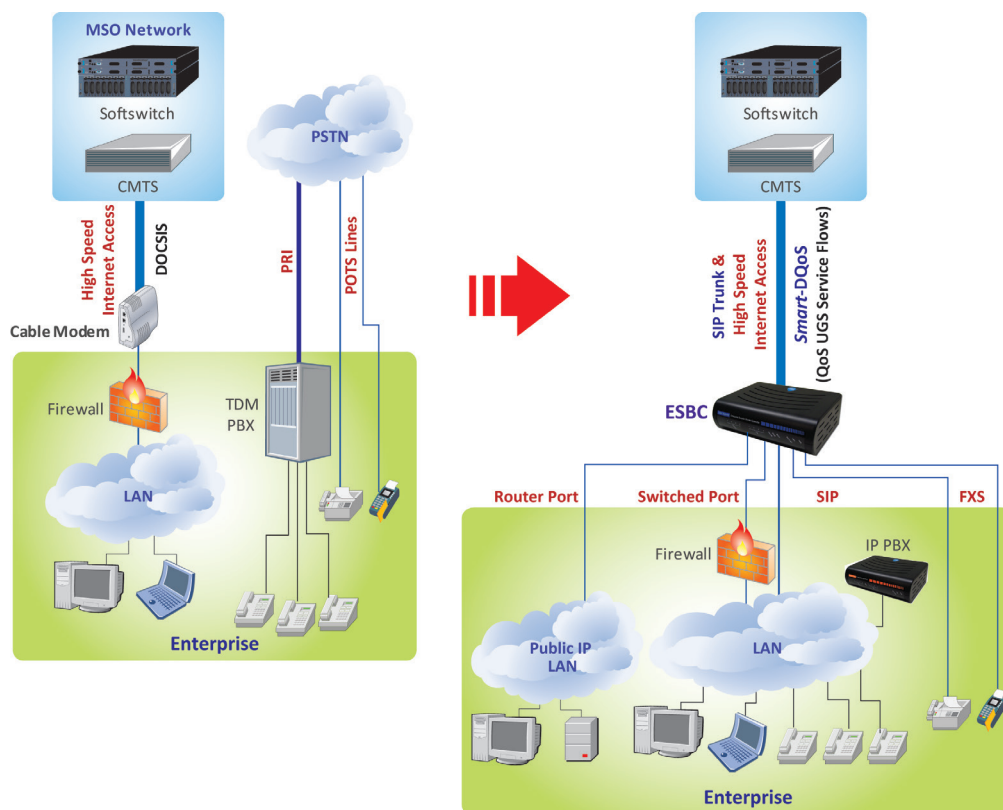 MSO Network
Softswitch
CMTS
PSTN
High Speed
Internet Access
DOCSIS
PRI
POTS Lines
Cable Modem
Firewall
TDM
PBX
LAN
Enterprise
Softswitch
CMTS
SIP Trunk &
High Speed
Internet Access
Smart-DQoS
(QoS UGS Service Flows)
ESBC
Router Port
Switched Port
SIP
FXS
Firewall
IP PBX
Public IP
LAN
LAN
Enterprise